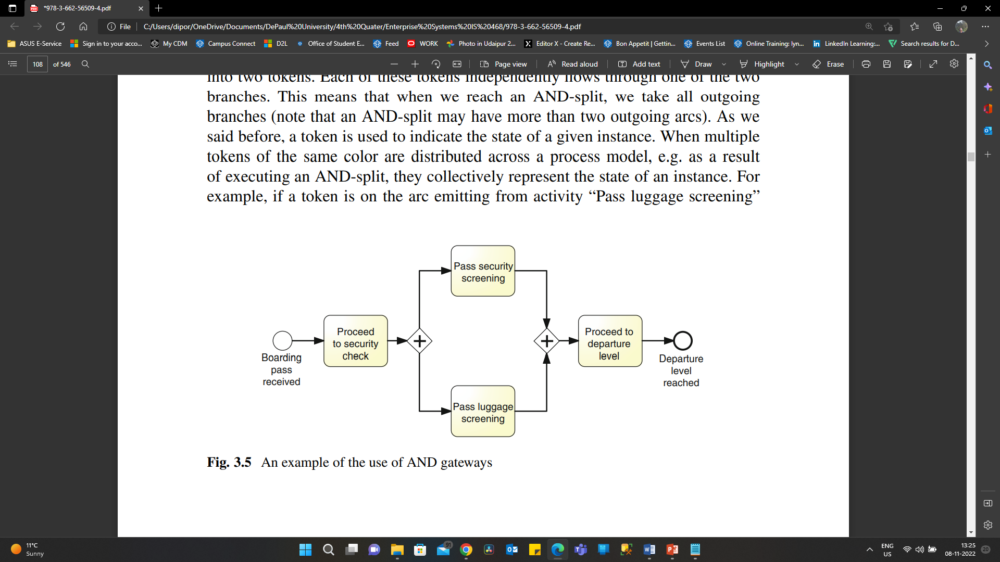 *978-3-662-56509-4.pdf
File
C:/Users/dipor/OneDrive/Documents/DePaul%20University/4th%20Quater/Enterprise%20Systems%20IS%20468/978-3-662-56509-4.pdf
ASUS E-Service
Sign in to your acco...
My CDM
Campus Connect
D2L
Office of Student E...
Feed
WORK
Photo in Udaipur 2...
Editor X - Create Re...
Bon Appetit | Gettin...
Events List
Online Training: lyn...
LinkedIn Learning:...
Search results for D...
108
of 546
Page view
Read aloud
Add text
Draw
Highlight
Erase
into two tokens. Each of these tokens independently flows through one of the two
branches. This means that when we reach an AND-split, we take all outgoing
branches (note that an AND-split may have more than two outgoing arcs). As we
said before, a token is used to indicate the state of a given instance. When multiple
tokens of the same color are distributed across a process model, e.g. as a result
of executing an AND-split, they collectively represent the state of an instance. For
example, if a token is on the arc emitting from activity “Pass luggage screening”
Boarding
pass
received
Proceed
to security
check
Pass security
screening
Pass luggage
screening
Proceed to
departure
level
Departure
level
reached
Fig. 3.5 An example of the use of AND gateways
11°C
Sunny
91
ENG
US
13:25
08-11-2022
20